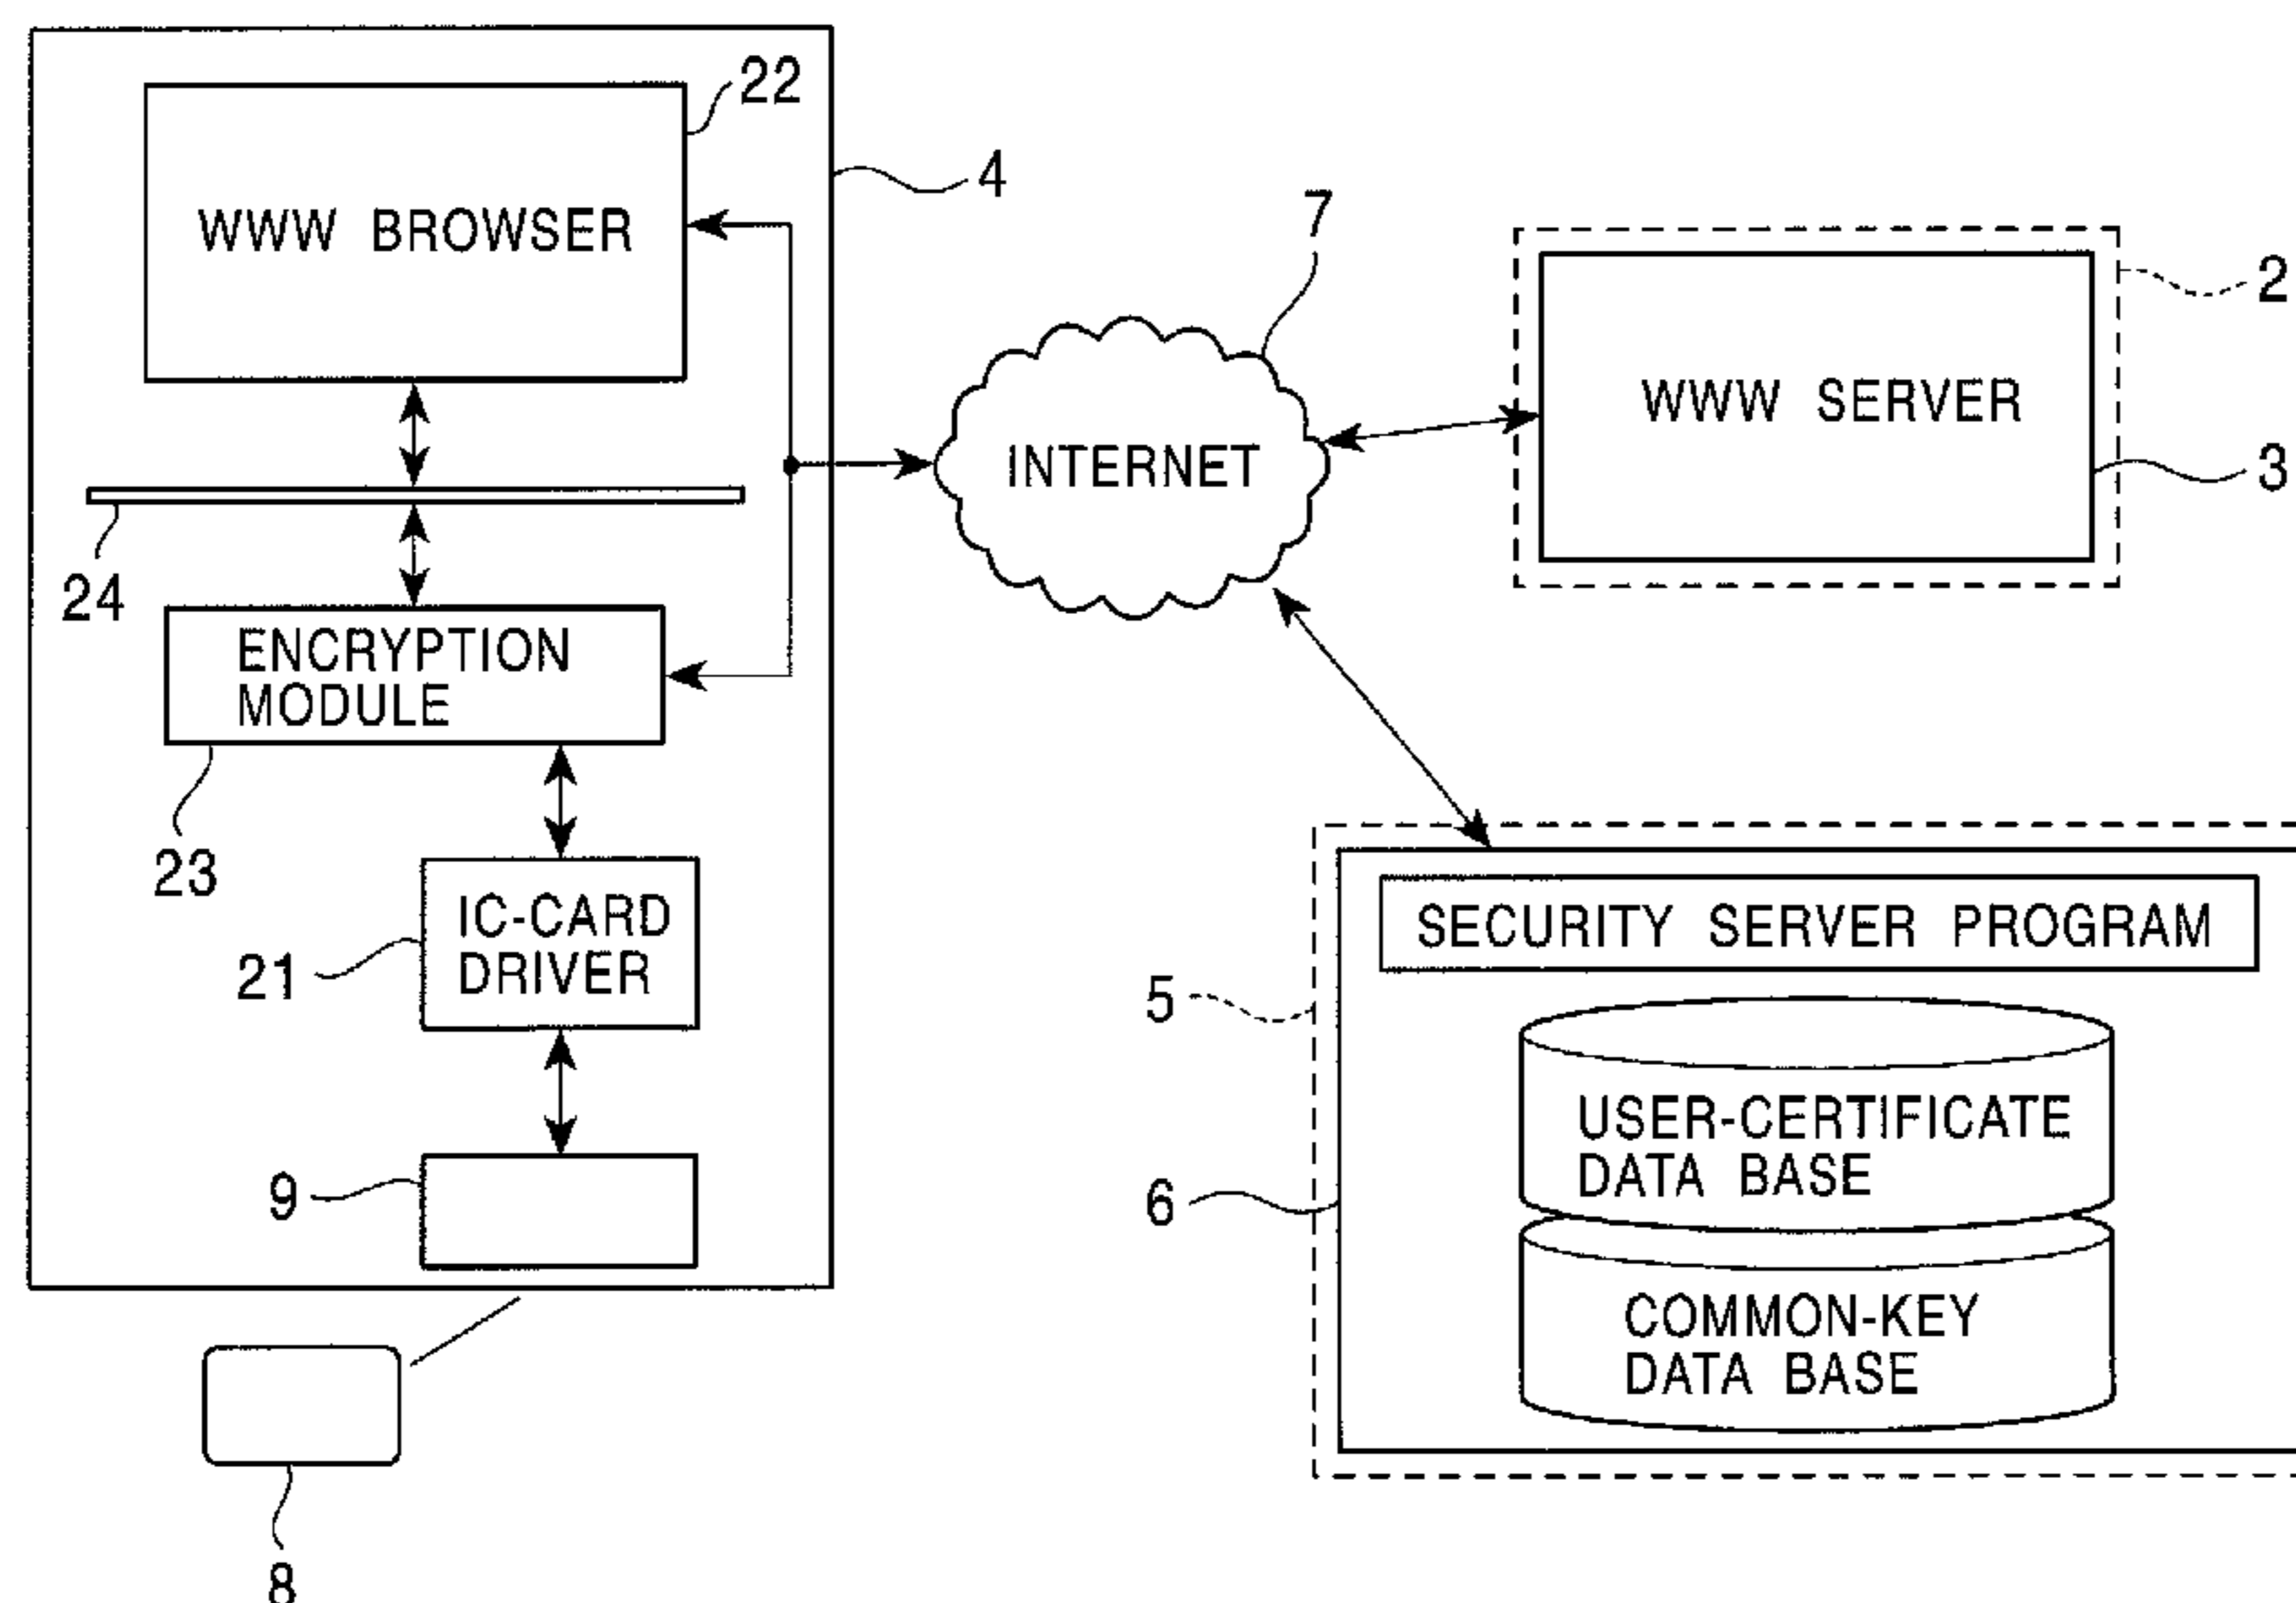 22
WWW BROWSER
4
24
ENCRYPTION
MODULE
23
IC-CARD
DRIVER
21
9
8
7
INTERNET
2
WWW SERVER
3
5
SECURITY SERVER PROGRAM
USER-CERTIFICATE
DATA BASE
6
COMMON-KEY
DATA BASE